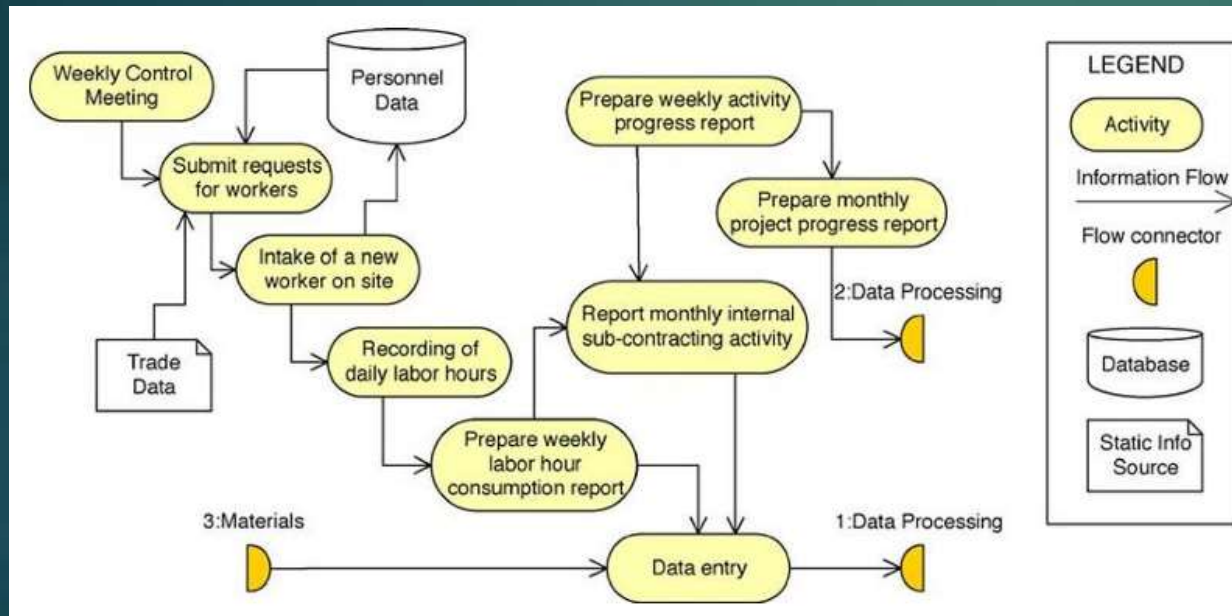 Weekly Control
Meeting
Personnel
Data
Submit requests
for workers
Intake of a new
worker on site
Trade
Data
Recording of
daily labor hours
Prepare weekly
labor hour
consumption report
Prepare weekly activity
progress report
Prepare monthly
project progress report
2:Data Processing
Report monthly internal
sub-contracting activity
3:Materials
Data entry
1:Data Processing
LEGEND
Activity
Information Flow
Flow connector
Database
Static Info
Source